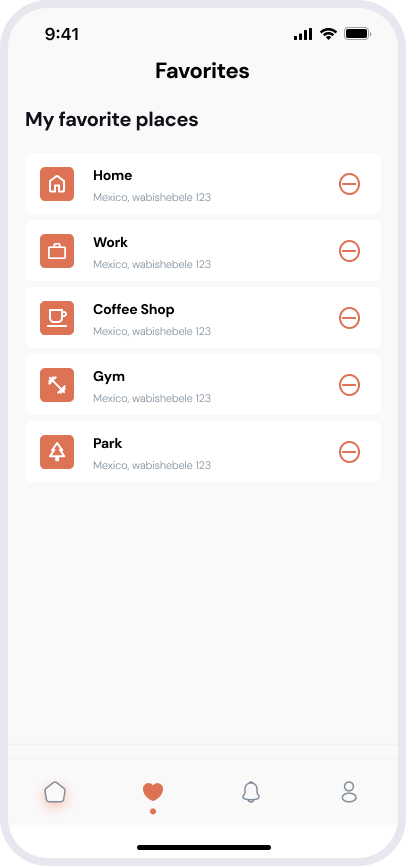 9:41
Favorites
My favorite places
Home
Mexico, wabishebele 123
Work
Mexico, wabishebele 123
Coffee Shop
Mexico, wabishebele 123
Gym
Mexico, wabishebele 123
Park
Mexico, wabishebele 123